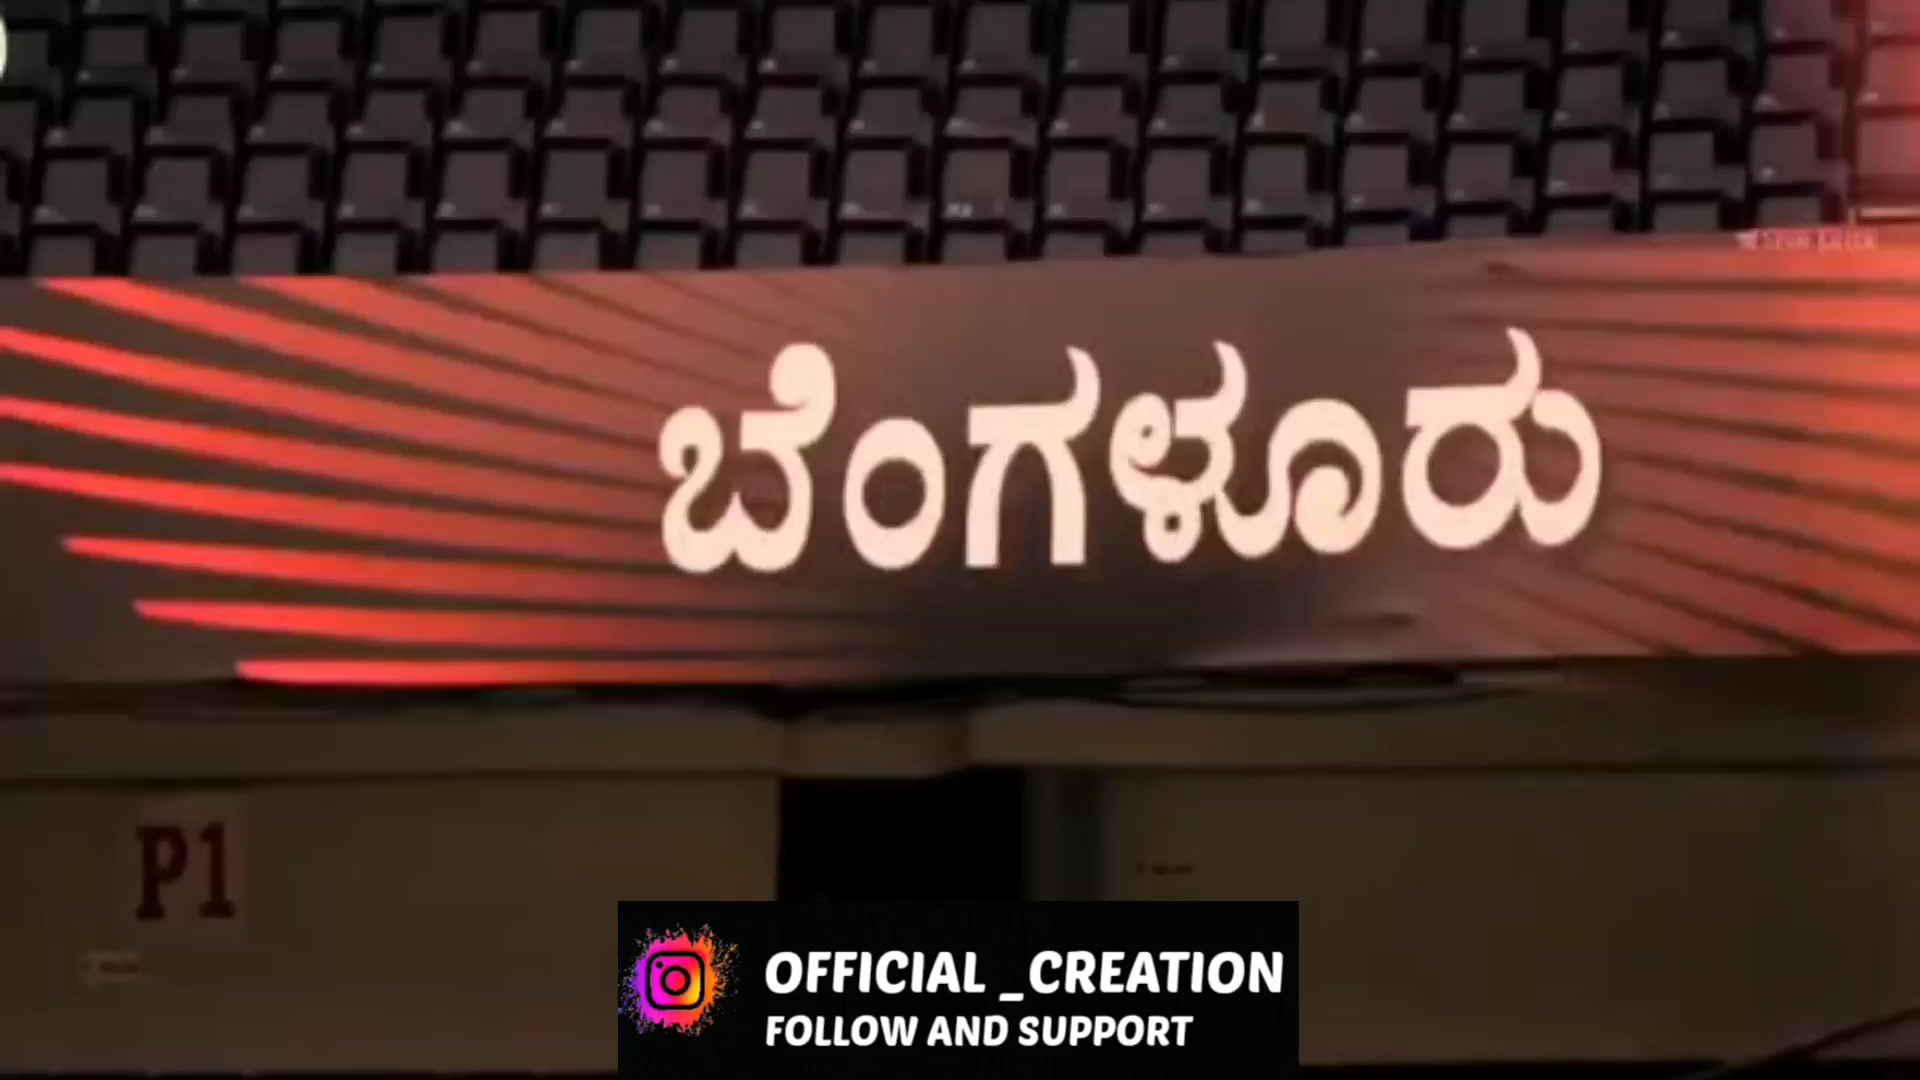 ಬೆಂಗಳೂರು
P1
OFFICIAL _CREATION
FOLLOW AND SUPPORT